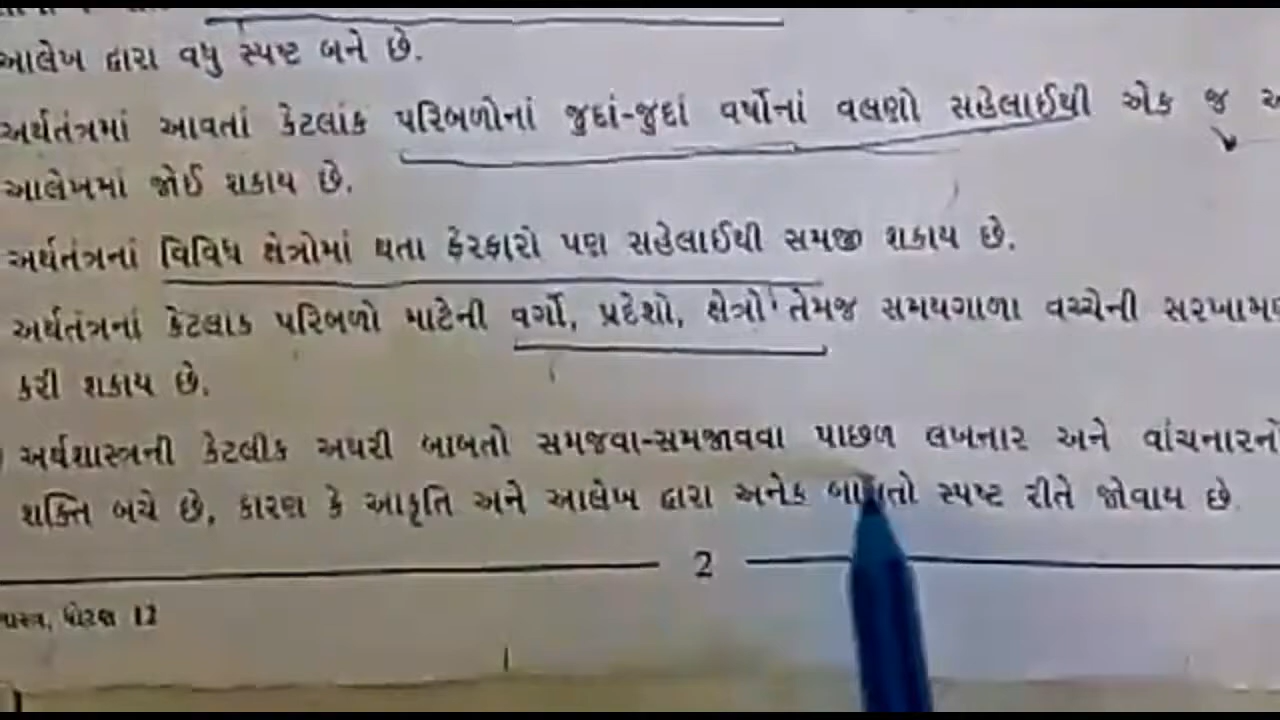 આલેખ દ્વારા વધુ સ્પષ્ટ બને છે.
અર્થતંત્રમાં આવતાં કેટલાંક પરિબળોનાં જુદાં-જુદાં વર્ષોનાં વલણો સહેલાઈથી એક જ
આલેખમાં જોઈ શકાય છે.
અર્થતંત્રનાં વિવિધ ક્ષેત્રોમાં થતા ફેરફારો પણ સહેલાઈથી સમજી શકાય છે.
અર્થતંત્રનાં કેટલાક પરિબળો માટેની વર્ગો, પ્રદેશો, ક્ષેત્રો તેમજ સમયગાળા વચ્ચેની
કરી શકાય છે.
અર્થશાસ્ત્રની કેટલીક અઘરી બાબતો સમજવા-સમજાવવા પાછળ લખનાર અને વાંચનારની
શક્તિ બચે છે, કારણ કે આકૃતિ અને આલેખ દ્વારા અનેક બાબતો સ્પષ્ટ રીતે જોવાય છે.
2
ધોરણ 12